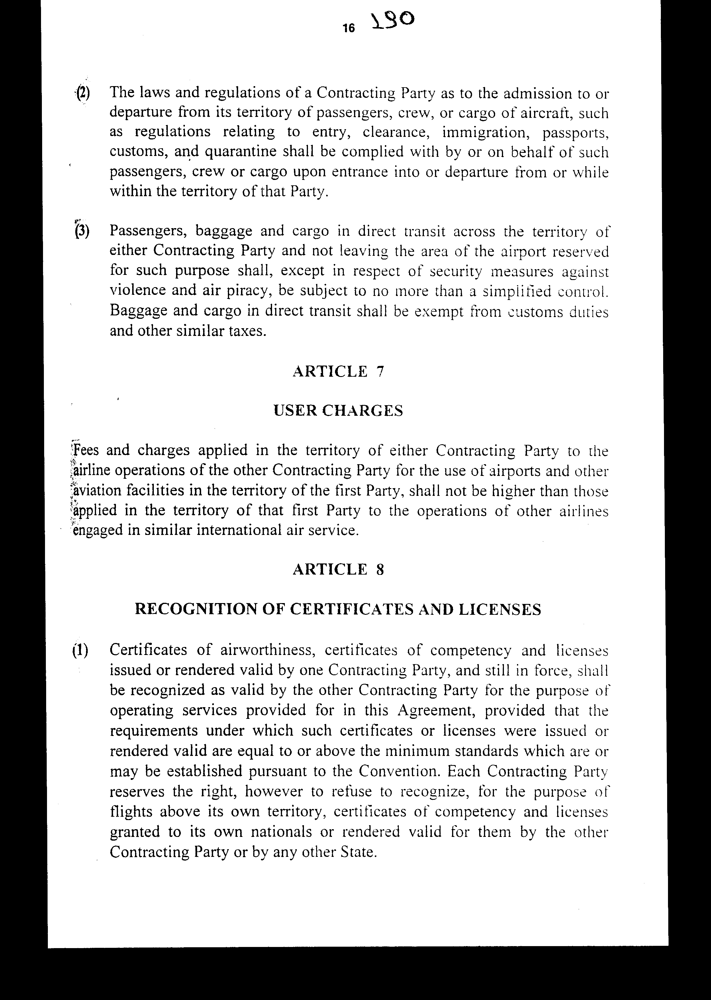 16 190
(2) The laws and regulations of a Contracting Party as to the admission to or
departure from its territory of passengers, crew, or cargo of aircraft, such
as regulations relating to entry, clearance, immigration, passports,
customs, and quarantine shall be complied with by or on behalf of such
passengers, crew or cargo upon entrance into or departure from or while
within the territory of that Party.
(3) Passengers, baggage and cargo in direct transit across the territory of
either Contracting Party and not leaving the area of the airport reserved
for such purpose shall, except in respect of security measures against
violence and air piracy, be subject to no more than a simplified control.
Baggage and cargo in direct transit shall be exempt from customs duties
and other similar taxes.
ARTICLE 7
USER CHARGES
Fees and charges applied in the territory of either Contracting Party to the
airline operations of the other Contracting Party for the use of airports and other
aviation facilities in the territory of the first Party, shall not be higher than those
applied in the territory of that first Party to the operations of other airlines
engaged in similar international air service.
ARTICLE 8
RECOGNITION OF CERTIFICATES AND LICENSES
(1) Certificates of airworthiness, certificates of competency and licenses
issued or rendered valid by one Contracting Party, and still in force, shall
be recognized as valid by the other Contracting Party for the purpose of
operating services provided for in this Agreement, provided that the
requirements under which such certificates or licenses were issued or
rendered valid are equal to or above the minimum standards which are or
may be established pursuant to the Convention. Each Contracting Party
reserves the right, however to refuse to recognize, for the purpose of
flights above its own territory, certificates of competency and licenses
granted to its own nationals or rendered valid for them by the other
Contracting Party or by any other State.